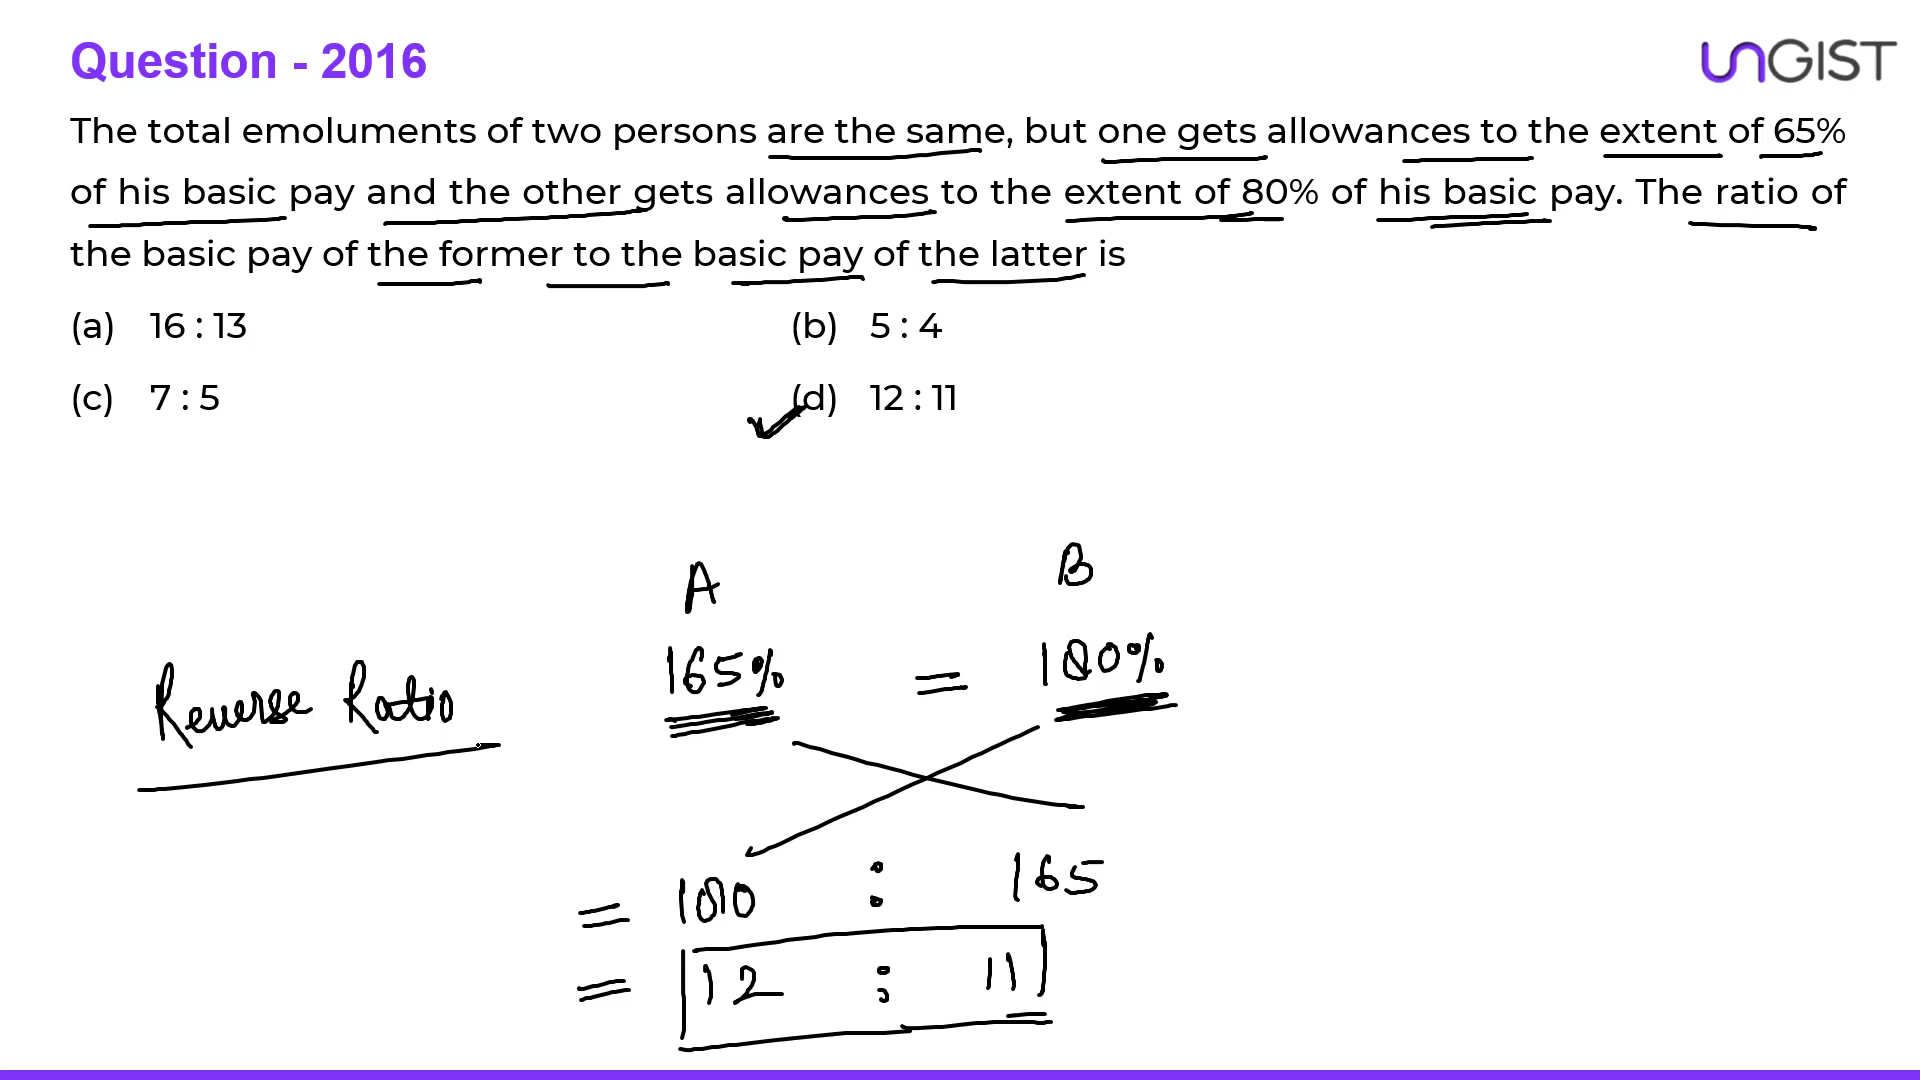 Question - 2016
UNGIST
The total emoluments of two persons are the same, but one gets allowances to the extent of 65%
of his basic pay and the other gets allowances to the extent of 80% of his basic pay. The ratio of
the basic pay of the former to the basic pay of the latter is
(a) 16 : 13
(b) 5 : 4
(c) 7 : 5
(d) 12 : 11
A B
165% = 180%
Reverse Ratio
= 180 : 165
= 12 : 11